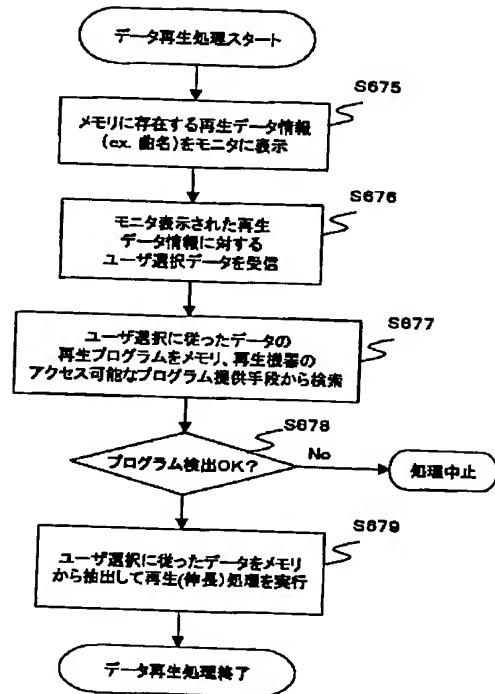 データ再生処理スタート
S675
メモリに存在する再生データ情報
(ex. 曲名)をモニタに表示
S676
モニタ表示された再生
データ情報に対する
ユーザ選択データを受信
S677
ユーザ選択に従ったデータの
再生プログラムをメモリ、再生機器の
アクセス可能なプログラム提供手段から検索
S678
プログラム検出OK?
No
処理中止
S679
ユーザ選択に従ったデータをメモリ
から抽出して再生(伸長)処理を実行
データ再生処理終了